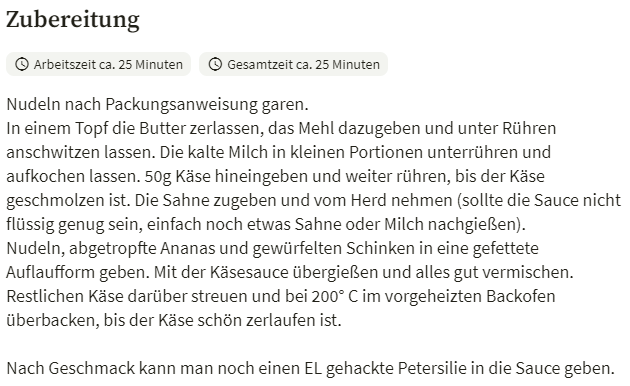 Zubereitung
Arbeitszeit ca. 25 Minuten
Gesamtzeit ca. 25 Minuten
Nudeln nach Packungsanweisung garen.
In einem Topf die Butter zerlassen, das Mehl dazugeben und unter Rühren
anschwitzen lassen. Die kalte Milch in kleinen Portionen unterrühren und
aufkochen lassen. 50g Käse hineingeben und weiter rühren, bis der Käse
geschmolzen ist. Die Sahne zugeben und vom Herd nehmen (sollte die Sauce nicht
flüssig genug sein, einfach noch etwas Sahne oder Milch nachgießen).
Nudeln, abgetropfte Ananas und gewürfelten Schinken in eine gefettete
Auflaufform geben. Mit der Käsesauce übergießen und alles gut vermischen.
Restlichen Käse darüber streuen und bei 200° C im vorgeheizten Backofen
überbacken, bis der Käse schön zerlaufen ist.
Nach Geschmack kann man noch einen EL gehackte Petersilie in die Sauce geben.